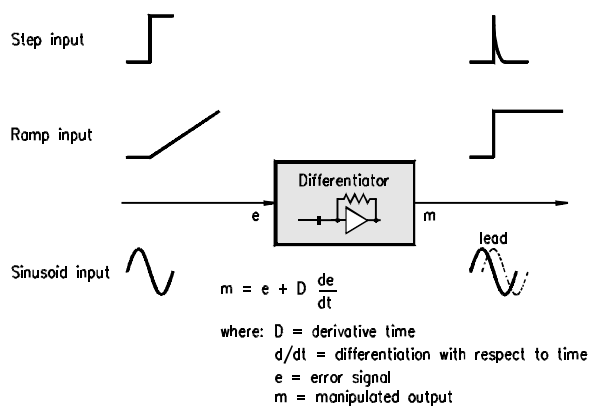 Step input
Ramp input
Differentiator
e
m
lead
Sinusoid input
m = e + D de/dt
where: D = derivative time
d/dt = differentiation with respect to time
e = error signal
m = manipulated output